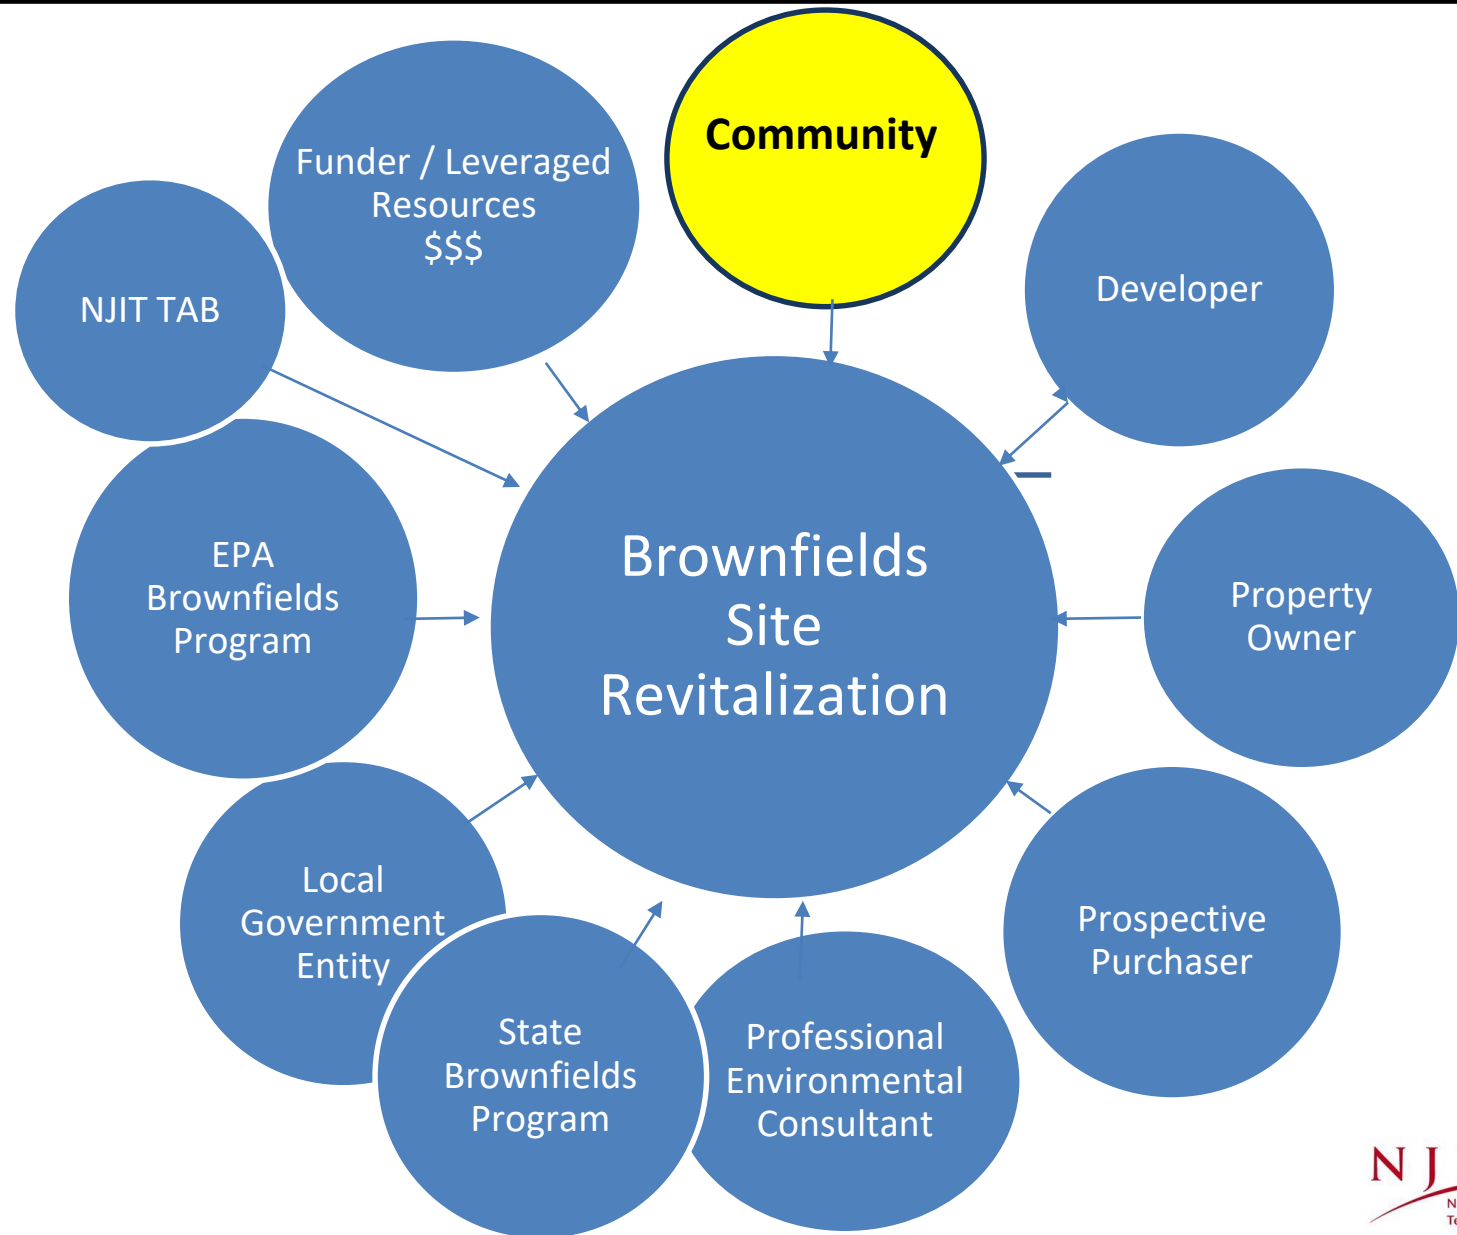 Community
Funder / Leveraged
Resources
$$$
Developer
NJIT TAB
EPA
Brownfields
Program
Brownfields
Site
Revitalization
Property
Owner
Local
Government
Entity
Prospective
Purchaser
State
Brownfields
Program
Professional
Environmental
Consultant
N J
N
Te